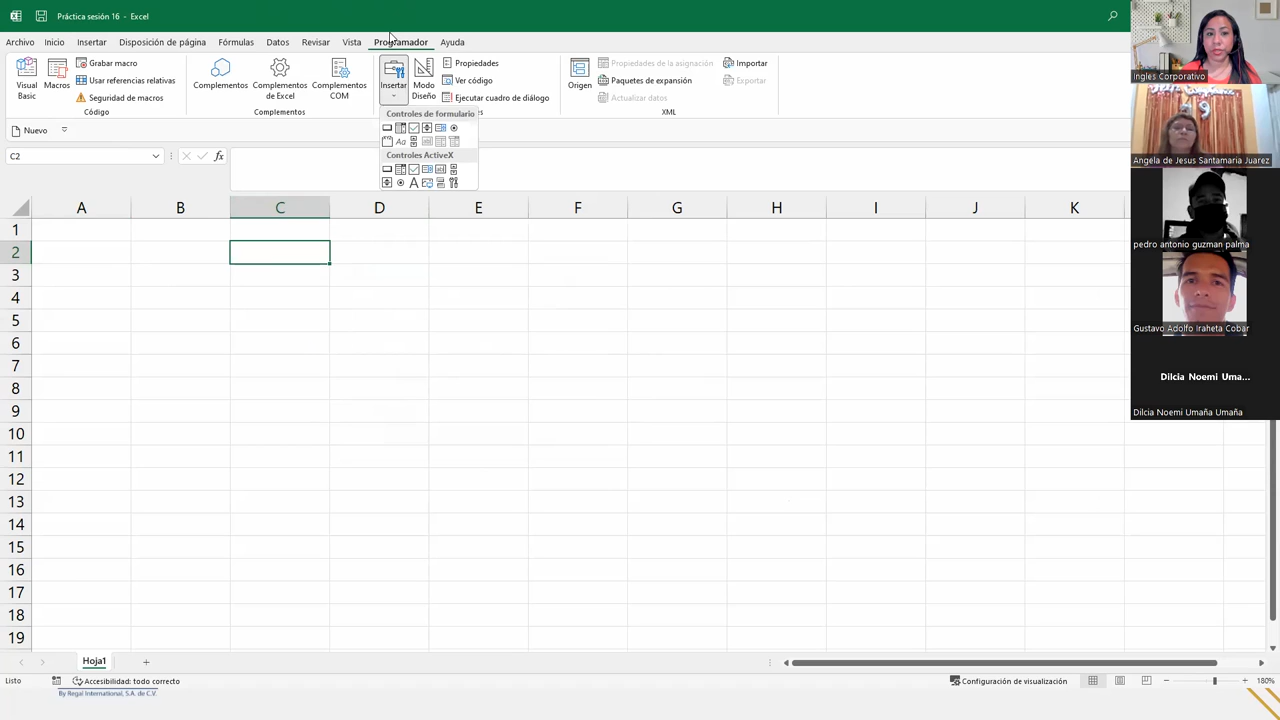 Práctica sesión 16 - Excel
Archivo Inicio Insertar Disposición de página Fórmulas Datos Revisar Vista Programador Ayuda
Visual Basic
Macros
Grabar macro
Usar referencias relativas
Seguridad de macros
Código
Complementos
Complementos de Excel
Complementos COM
Complementos
Insertar
Modo Diseño
Propiedades
Ver código
Ejecutar cuadro de diálogo
Origen
Propiedades de la asignación
Paquetes de expansión
Actualizar datos
Importar
Exportar
XML
Controles de formulario
Aa
Controles ActiveX
A
Nuevo
C2
fx
A B C D E F G H I J K
1
2
3
4
5
6
7
8
9
10
11
12
13
14
15
16
17
18
19
Hoja1
Listo
Accesibilidad: todo correcto
Configuración de visualización
180%
By Regal International, S.A. de C.V.
Ingles Corporativo
Angela de Jesus Santamaria Juarez
pedro antonio guzman palma
Gustavo Adolfo Iraheta Cobar
Dilcia Noemi Uma...
Dilcia Noemi Umaña Umaña